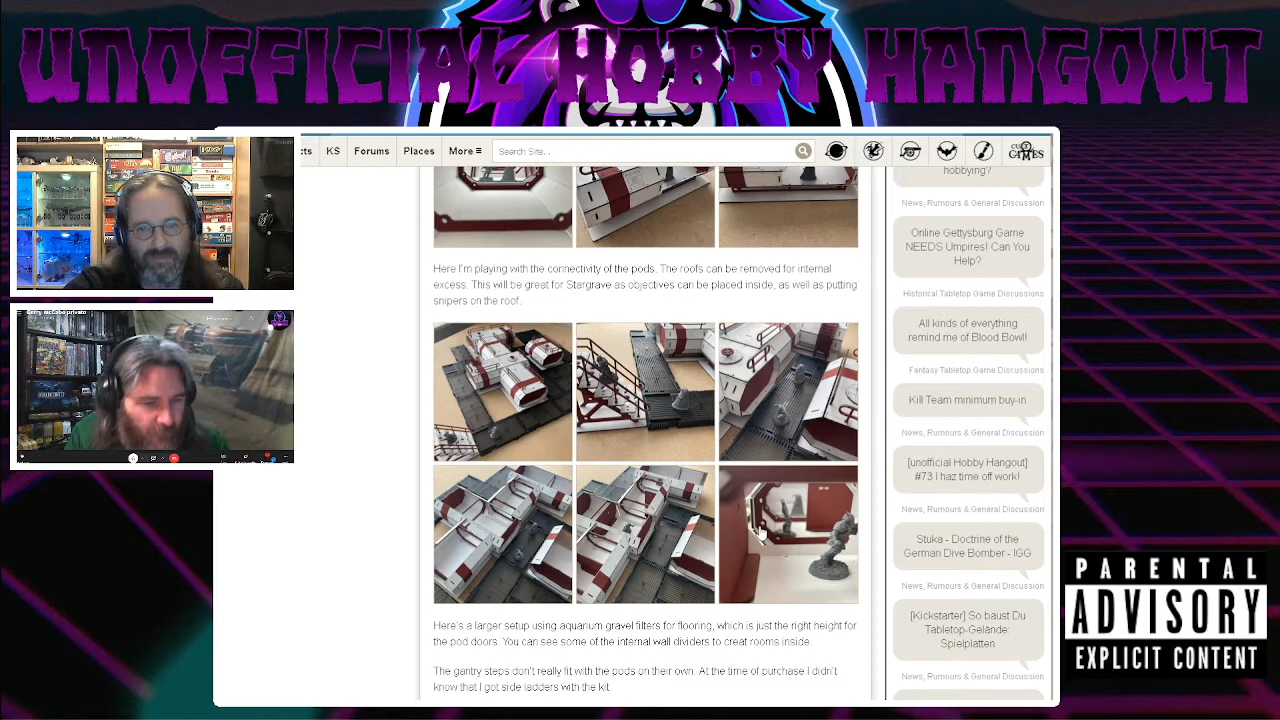 UNOFFICIAL HOBBY HANGOUT
cts KS Forums Places More ≡ Search Site...
CULT OF GAMES
hobbying?
News, Rumours & General Discussion
Online Gettysburg Game
NEEDS Umpires! Can You
Help?
Historical Tabletop Game Discussions
All kinds of everything
remind me of Blood Bowl!
Fantasy Tabletop Game Discussions
Kill Team minimum buy-in
News, Rumours & General Discussion
[unofficial Hobby Hangout]
#73 I haz time off work!
News, Rumours & General Discussion
Stuka - Doctrine of the
German Dive Bomber - IGG
News, Rumours & General Discussion
[Kickstarter] So baust Du
Tabletop-Gelände:
Spielplatten
News, Rumours & General Discussion
Here I'm playing with the connectivity of the pods. The roofs can be removed for internal
excess. This will be great for Stargrave as objectives can be placed inside, as well as putting
snipers on the roof.
Here's a larger setup using aquarium gravel filters for flooring, which is just the right height for
the pod doors. You can see some of the internal wall dividers to creat rooms inside.
The gantry steps don't really fit with the pods on their own. At the time of purchase I didn't
know that I got side ladders with the kit.
Gerry McCabe privato
PARENTAL
ADVISORY
EXPLICIT CONTENT